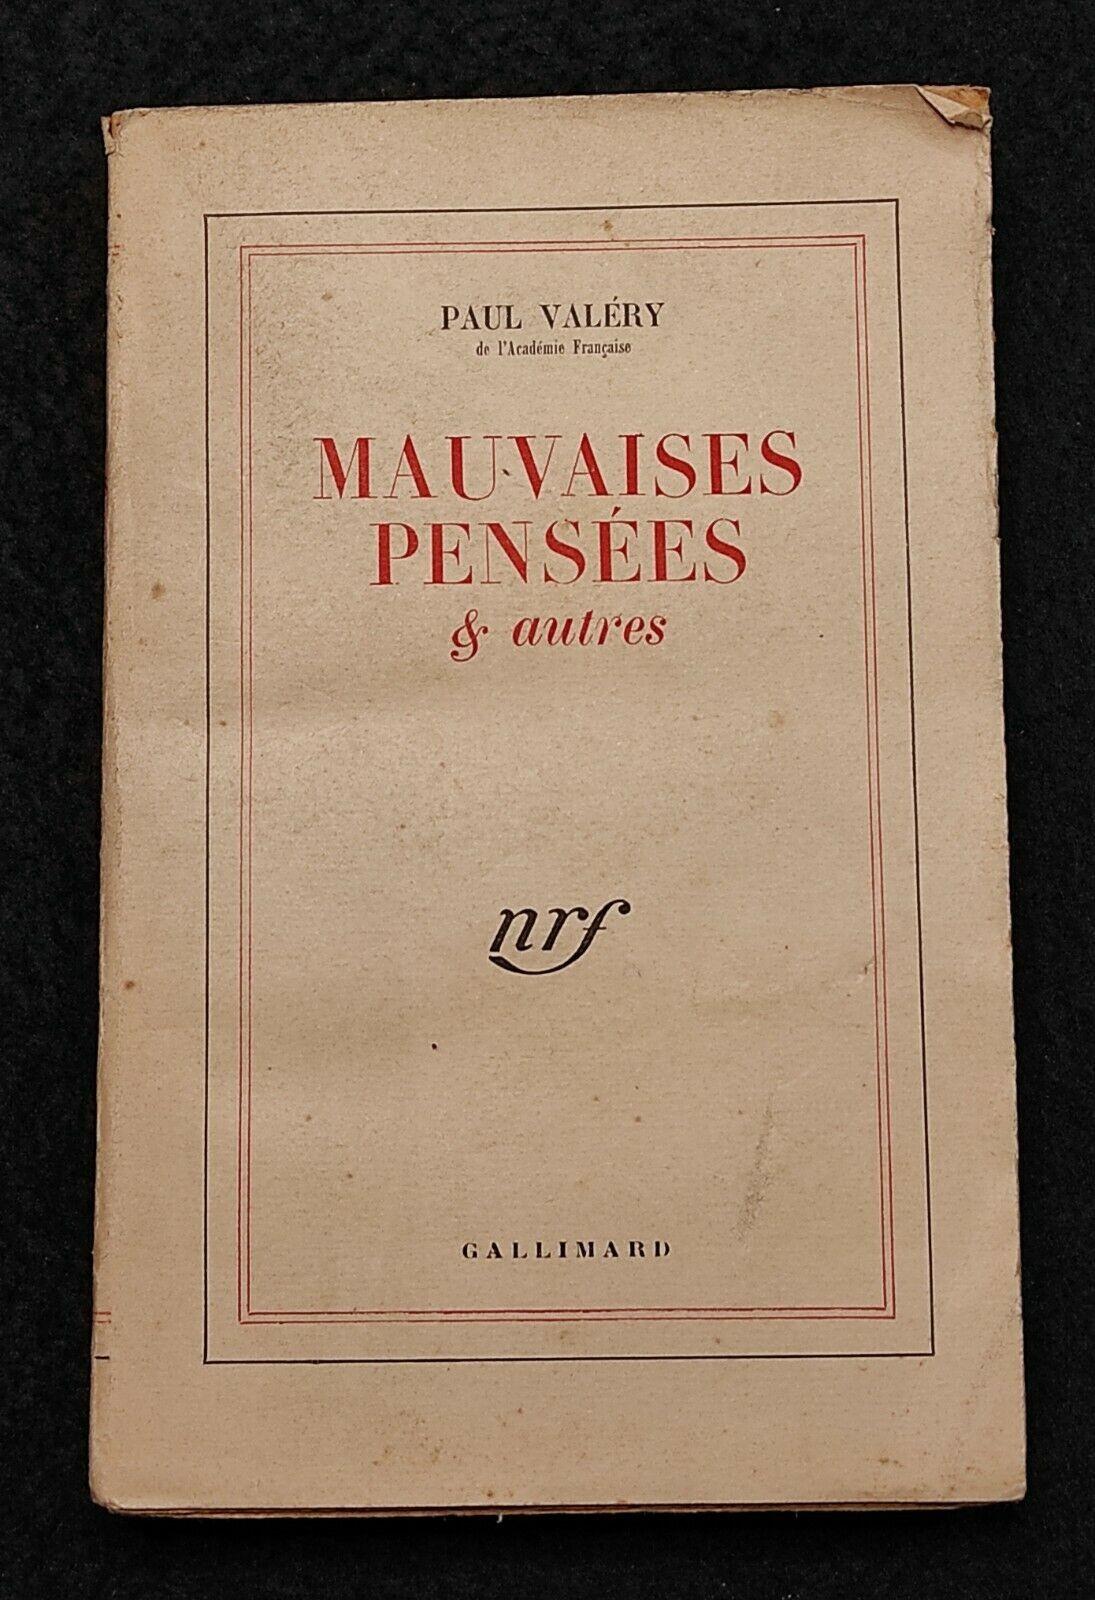 PAUL VALÉRY
de l'Académie Française
MAUVAISES
PENSÉES
& autres
nrf
GALLIMARD